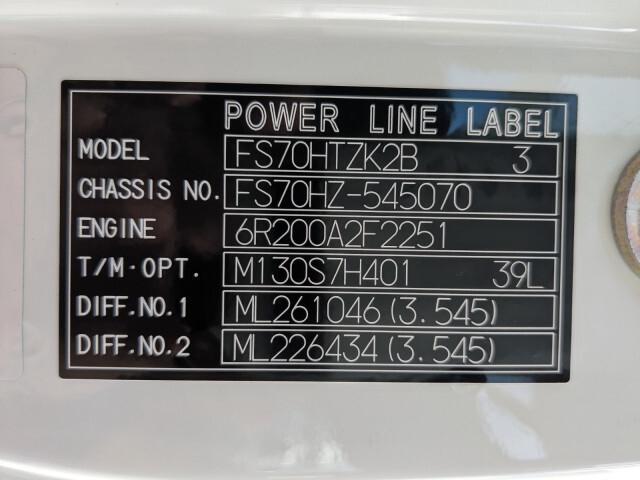 POWER LINE LABEL
MODEL FS70HTZK2B 3
CHASSIS NO. FS70HZ-545070
ENGINE 6R200A2F2251
T/M·OPT. M130S7H401 39L
DIFF.NO.1 ML261046(3.545)
DIFF.NO.2 ML226434(3.545)